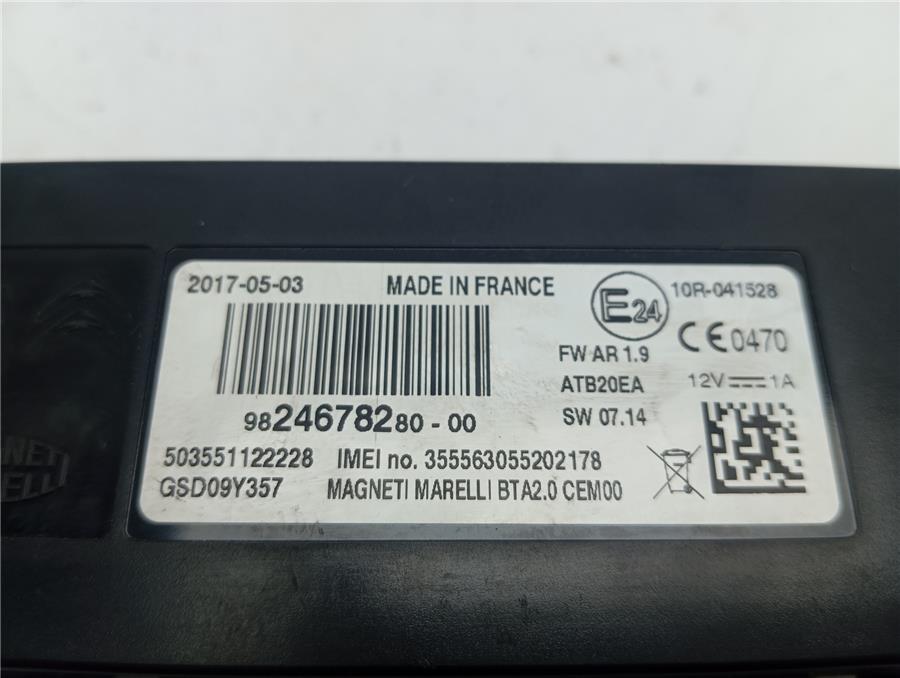 2017-05-03 MADE IN FRANCE E24 10R-041528
FW AR 1.9 CE0470
ATB20EA 12V 1A
9824678280-00 SW 07.14
503551122228 IMEI no. 355563055202178
GSD09Y357 MAGNETI MARELLI BTA2.0 CEM00